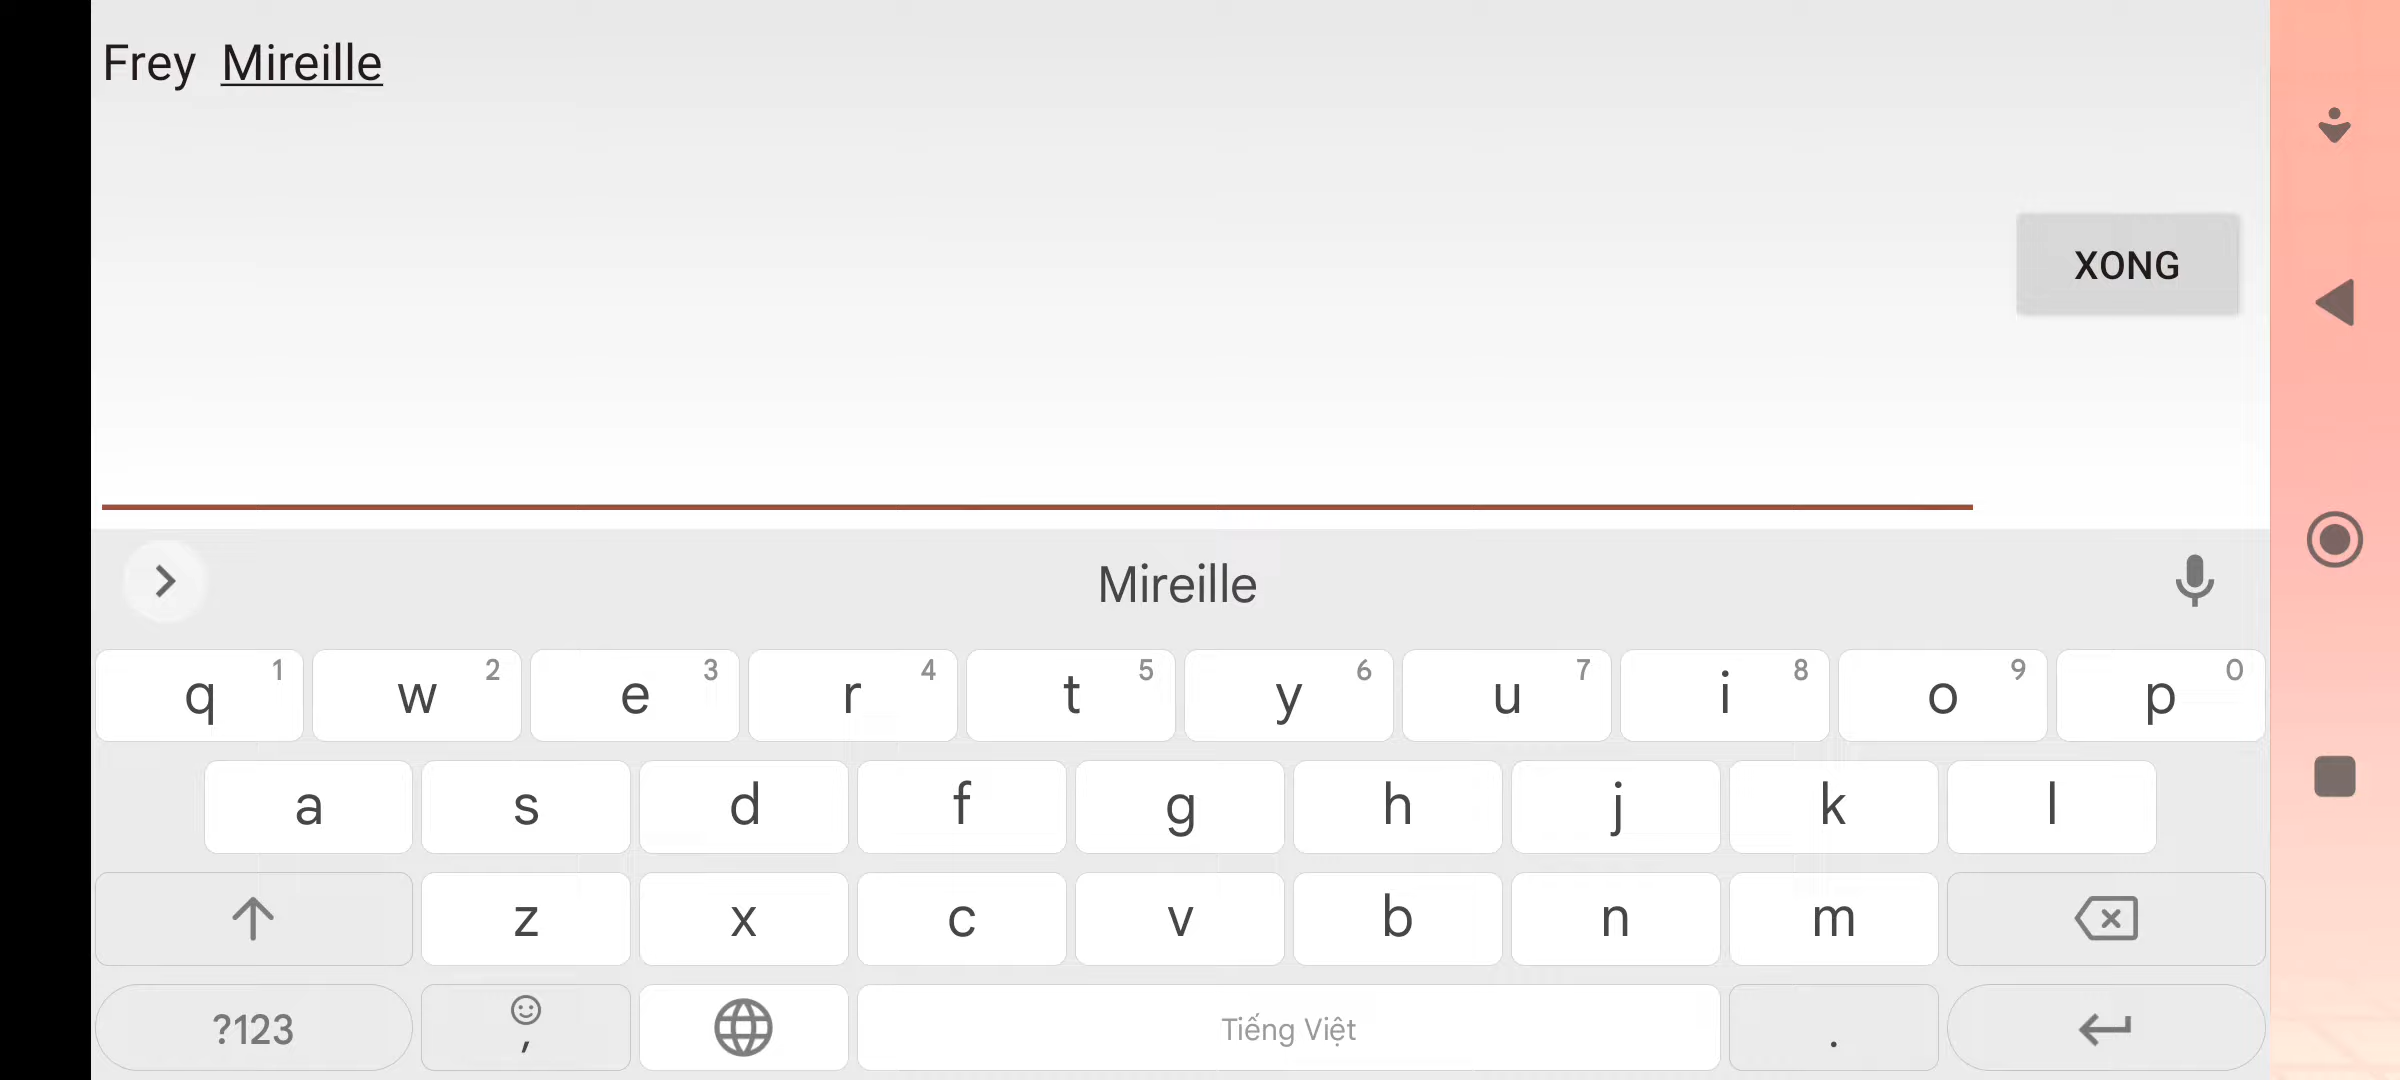 Frey Mireille
XONG
Mireille
q 1 w 2 e 3 r 4 t 5 y 6 u 7 i 8 o 9 p 0
a s d f g h j k l
z x c v b n m
?123 , Tiếng Việt .